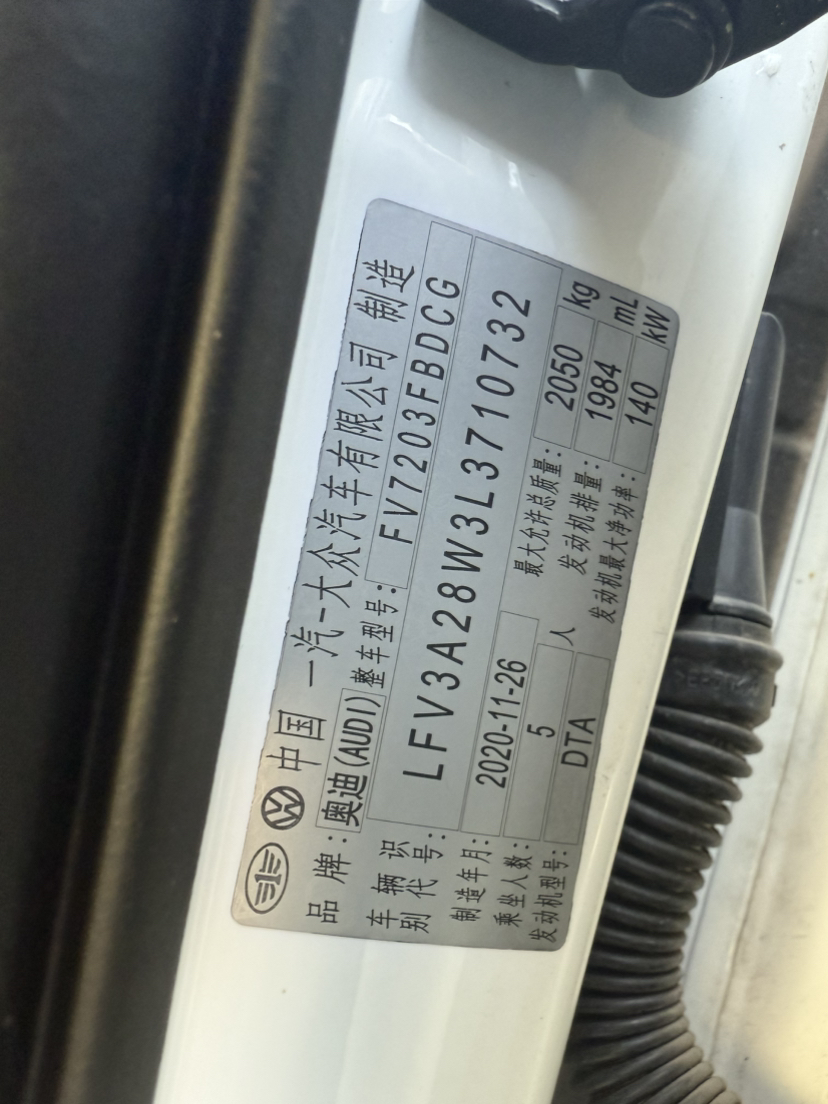 中国 一汽-大众汽车有限公司 制造
品牌：奥迪(AUDI) 整车型号：FV7203FBDCG
车辆识别代号：LFV3A28W3L3710732
制造年月：2020-11-26 最大允许总质量：2050 kg
乘坐人数：5 人 发动机排量：1984 mL
发动机型号：DTA 发动机最大净功率：140 kW